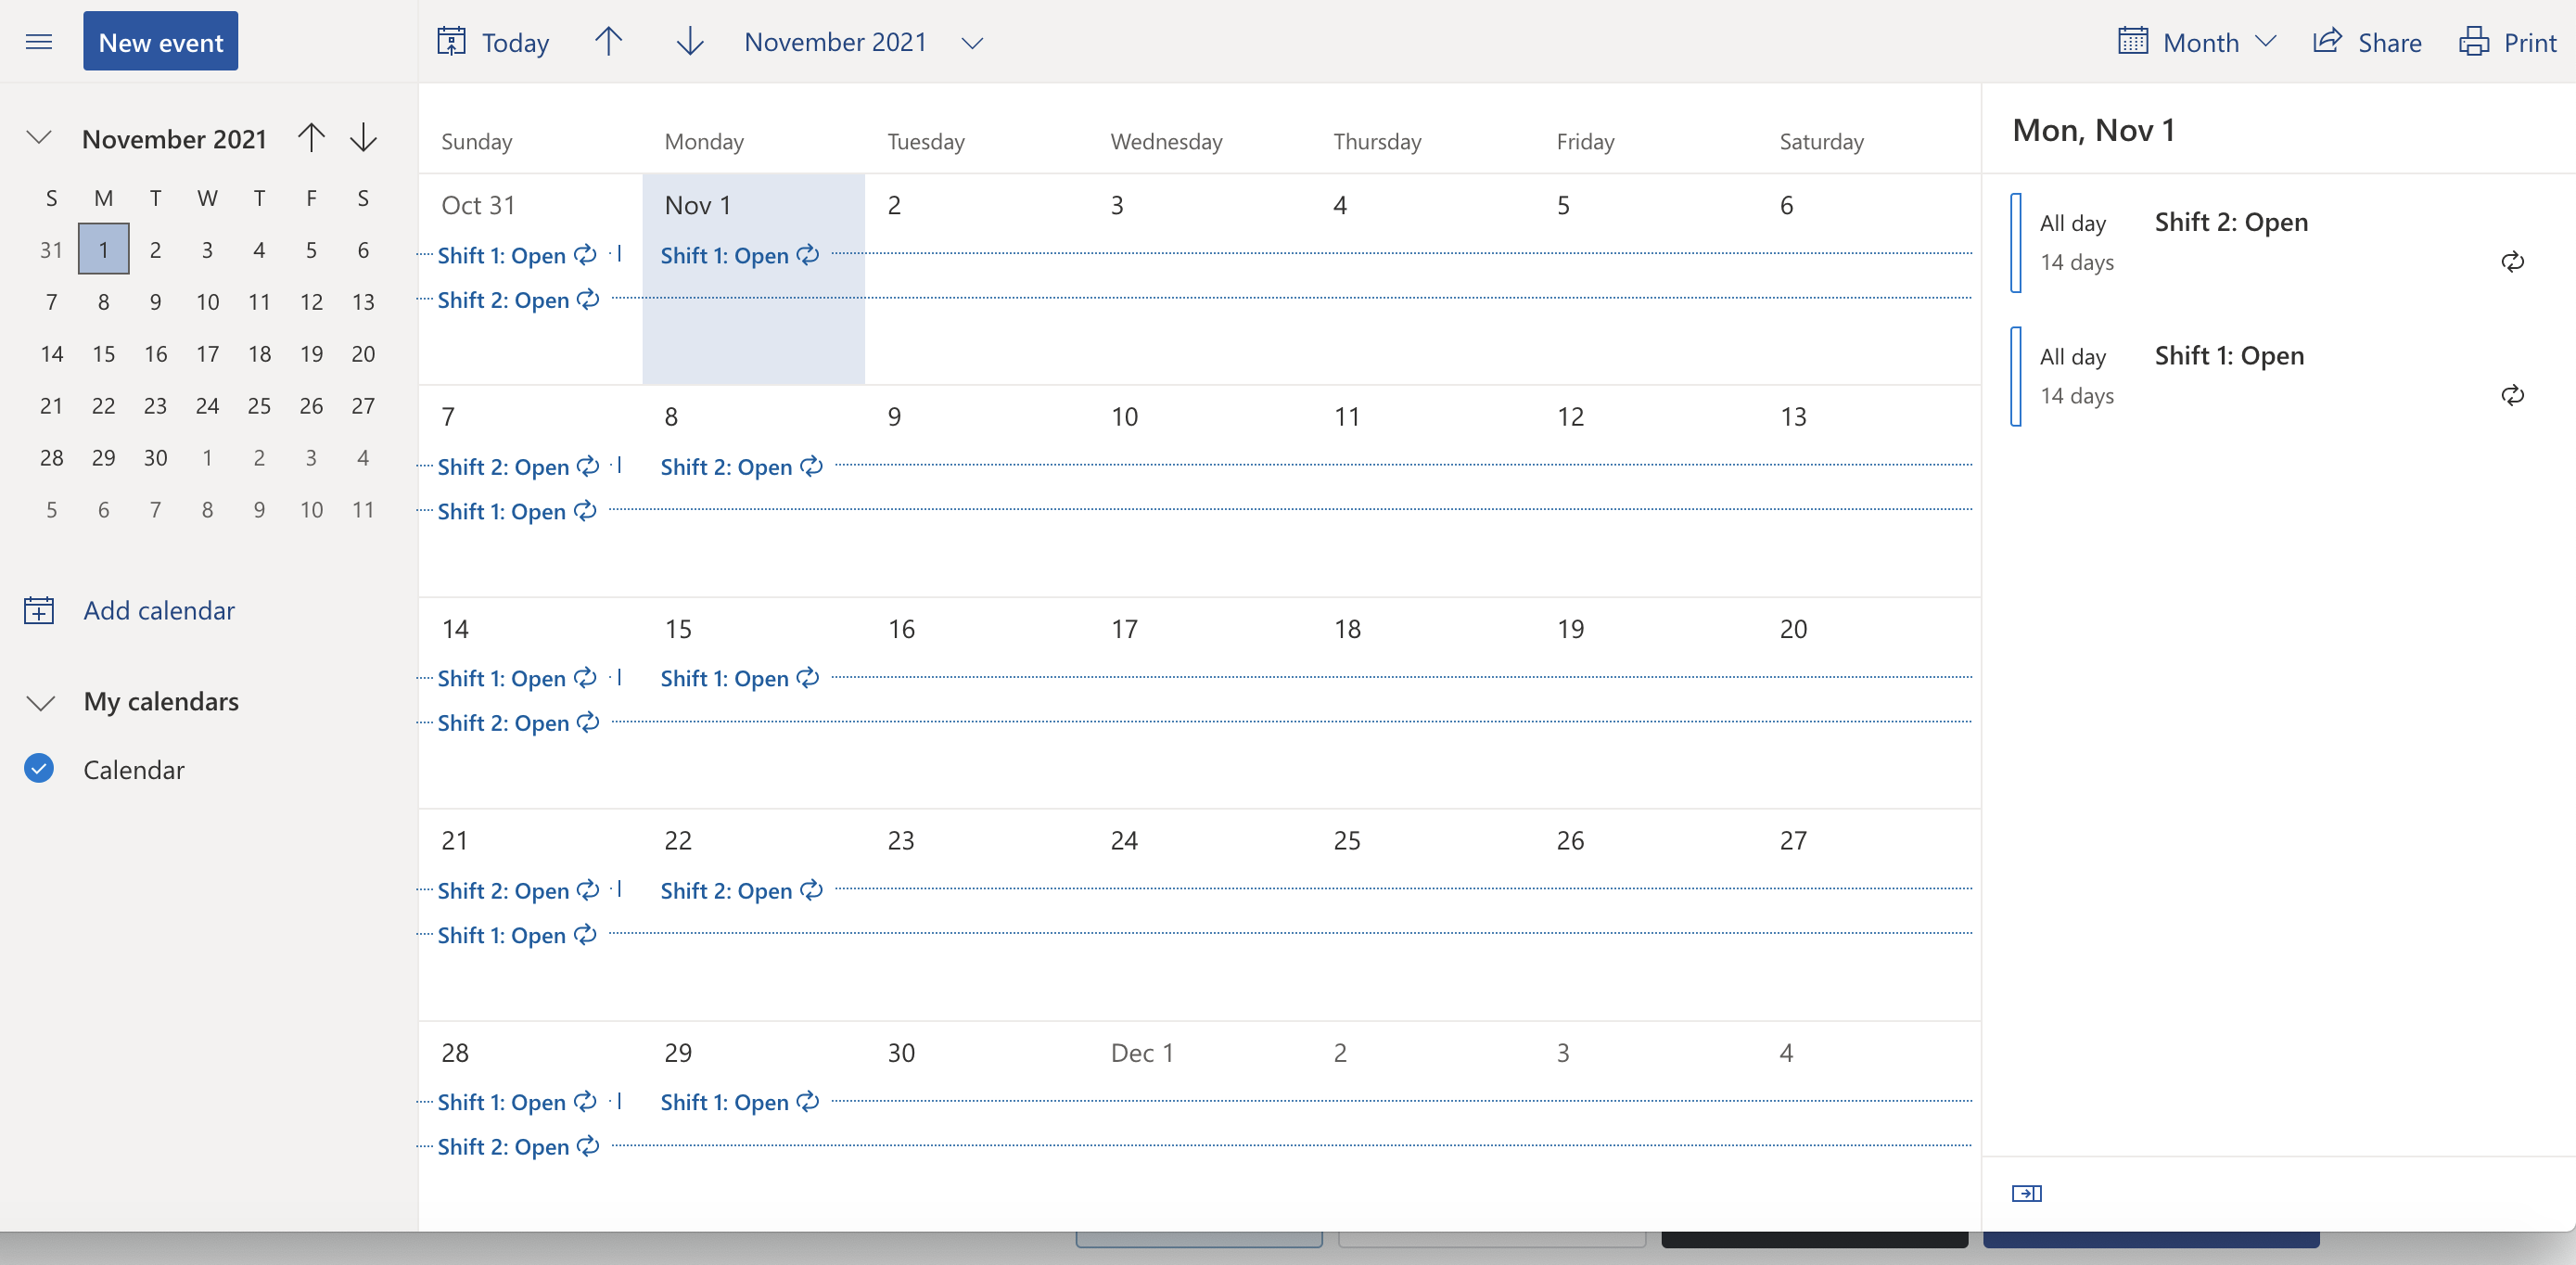 New event
Today
November 2021
Month
Share
Print
November 2021
S M T W T F S
31 1 2 3 4 5 6
7 8 9 10 11 12 13
14 15 16 17 18 19 20
21 22 23 24 25 26 27
28 29 30 1 2 3 4
5 6 7 8 9 10 11
Add calendar
My calendars
Calendar
Sunday Monday Tuesday Wednesday Thursday Friday Saturday
Oct 31 Nov 1 2 3 4 5 6
Shift 1: Open Shift 1: Open
Shift 2: Open
7 8 9 10 11 12 13
Shift 2: Open Shift 2: Open
Shift 1: Open
14 15 16 17 18 19 20
Shift 1: Open Shift 1: Open
Shift 2: Open
21 22 23 24 25 26 27
Shift 2: Open Shift 2: Open
Shift 1: Open
28 29 30 Dec 1 2 3 4
Shift 1: Open Shift 1: Open
Shift 2: Open
Mon, Nov 1
All day Shift 2: Open
14 days
All day Shift 1: Open
14 days